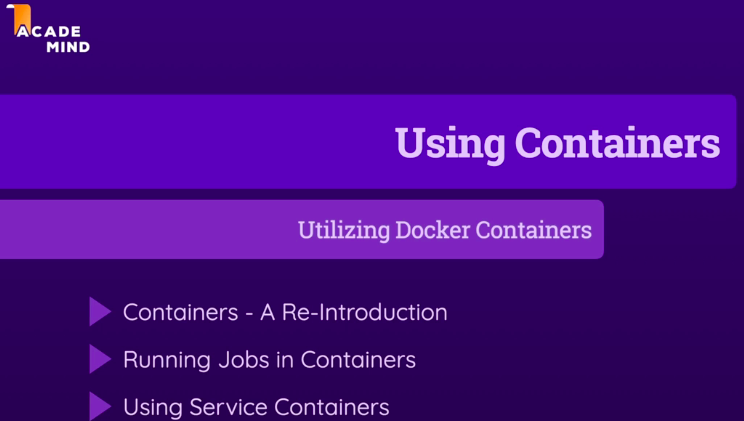 ACADE
MIND
Using Containers
Utilizing Docker Containers
Containers - A Re-Introduction
Running Jobs in Containers
Using Service Containers